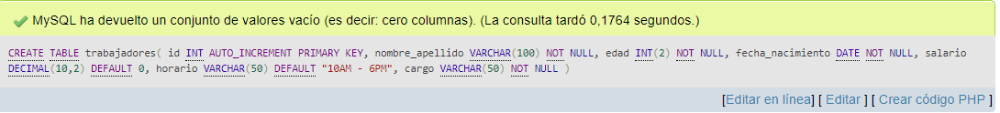 MySQL ha devuelto un conjunto de valores vacío (es decir: cero columnas). (La consulta tardó 0,1764 segundos.)
CREATE TABLE trabajadores( id INT AUTO_INCREMENT PRIMARY KEY, nombre_apellido VARCHAR(100) NOT NULL, edad INT(2) NOT NULL, fecha_nacimiento DATE NOT NULL, salario
DECIMAL(10,2) DEFAULT 0, horario VARCHAR(50) DEFAULT "10AM - 6PM", cargo VARCHAR(50) NOT NULL )
[Editar en línea] [ Editar ] [ Crear código PHP ]